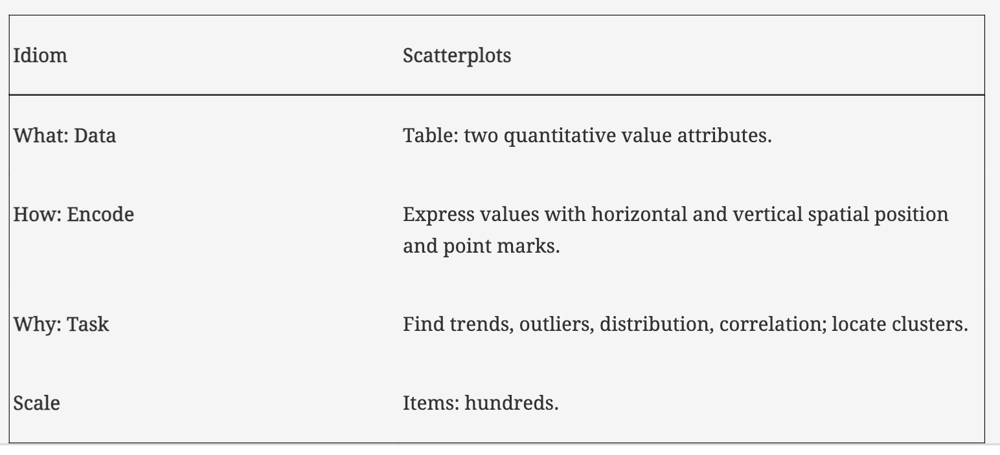 Idiom Scatterplots
What: Data Table: two quantitative value attributes.
How: Encode Express values with horizontal and vertical spatial position
and point marks.
Why: Task Find trends, outliers, distribution, correlation; locate clusters.
Scale Items: hundreds.